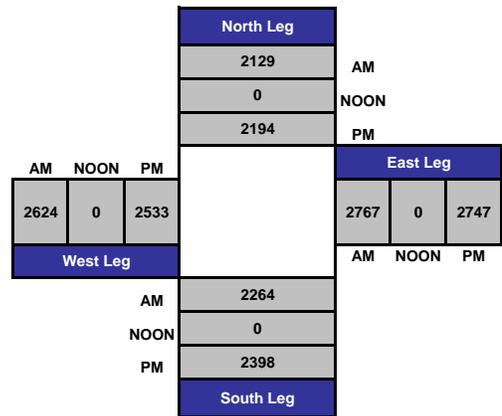 North Leg
2129 AM
0 NOON
2194 PM
AM NOON PM
East Leg
2624 0 2533
2767 0 2747
West Leg
AM NOON PM
AM 2264
NOON 0
PM 2398
South Leg